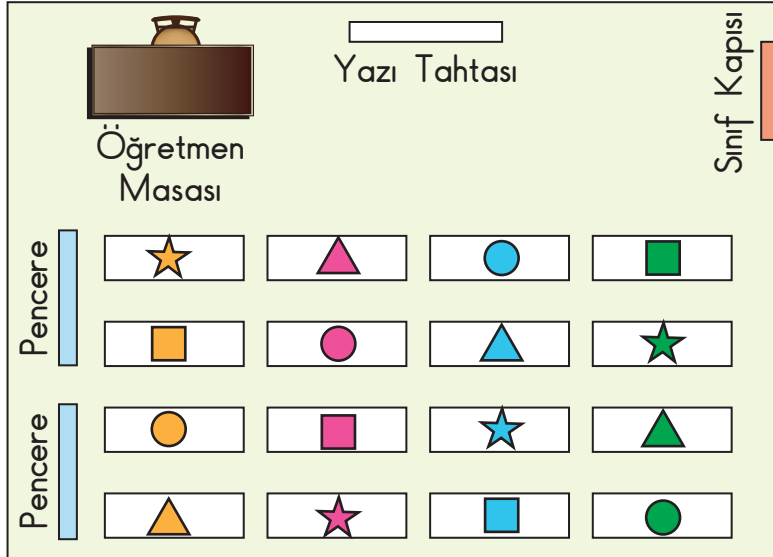 Yazı Tahtası
Sınıf Kapısı
Öğretmen
Masası
Pencere
Pencere